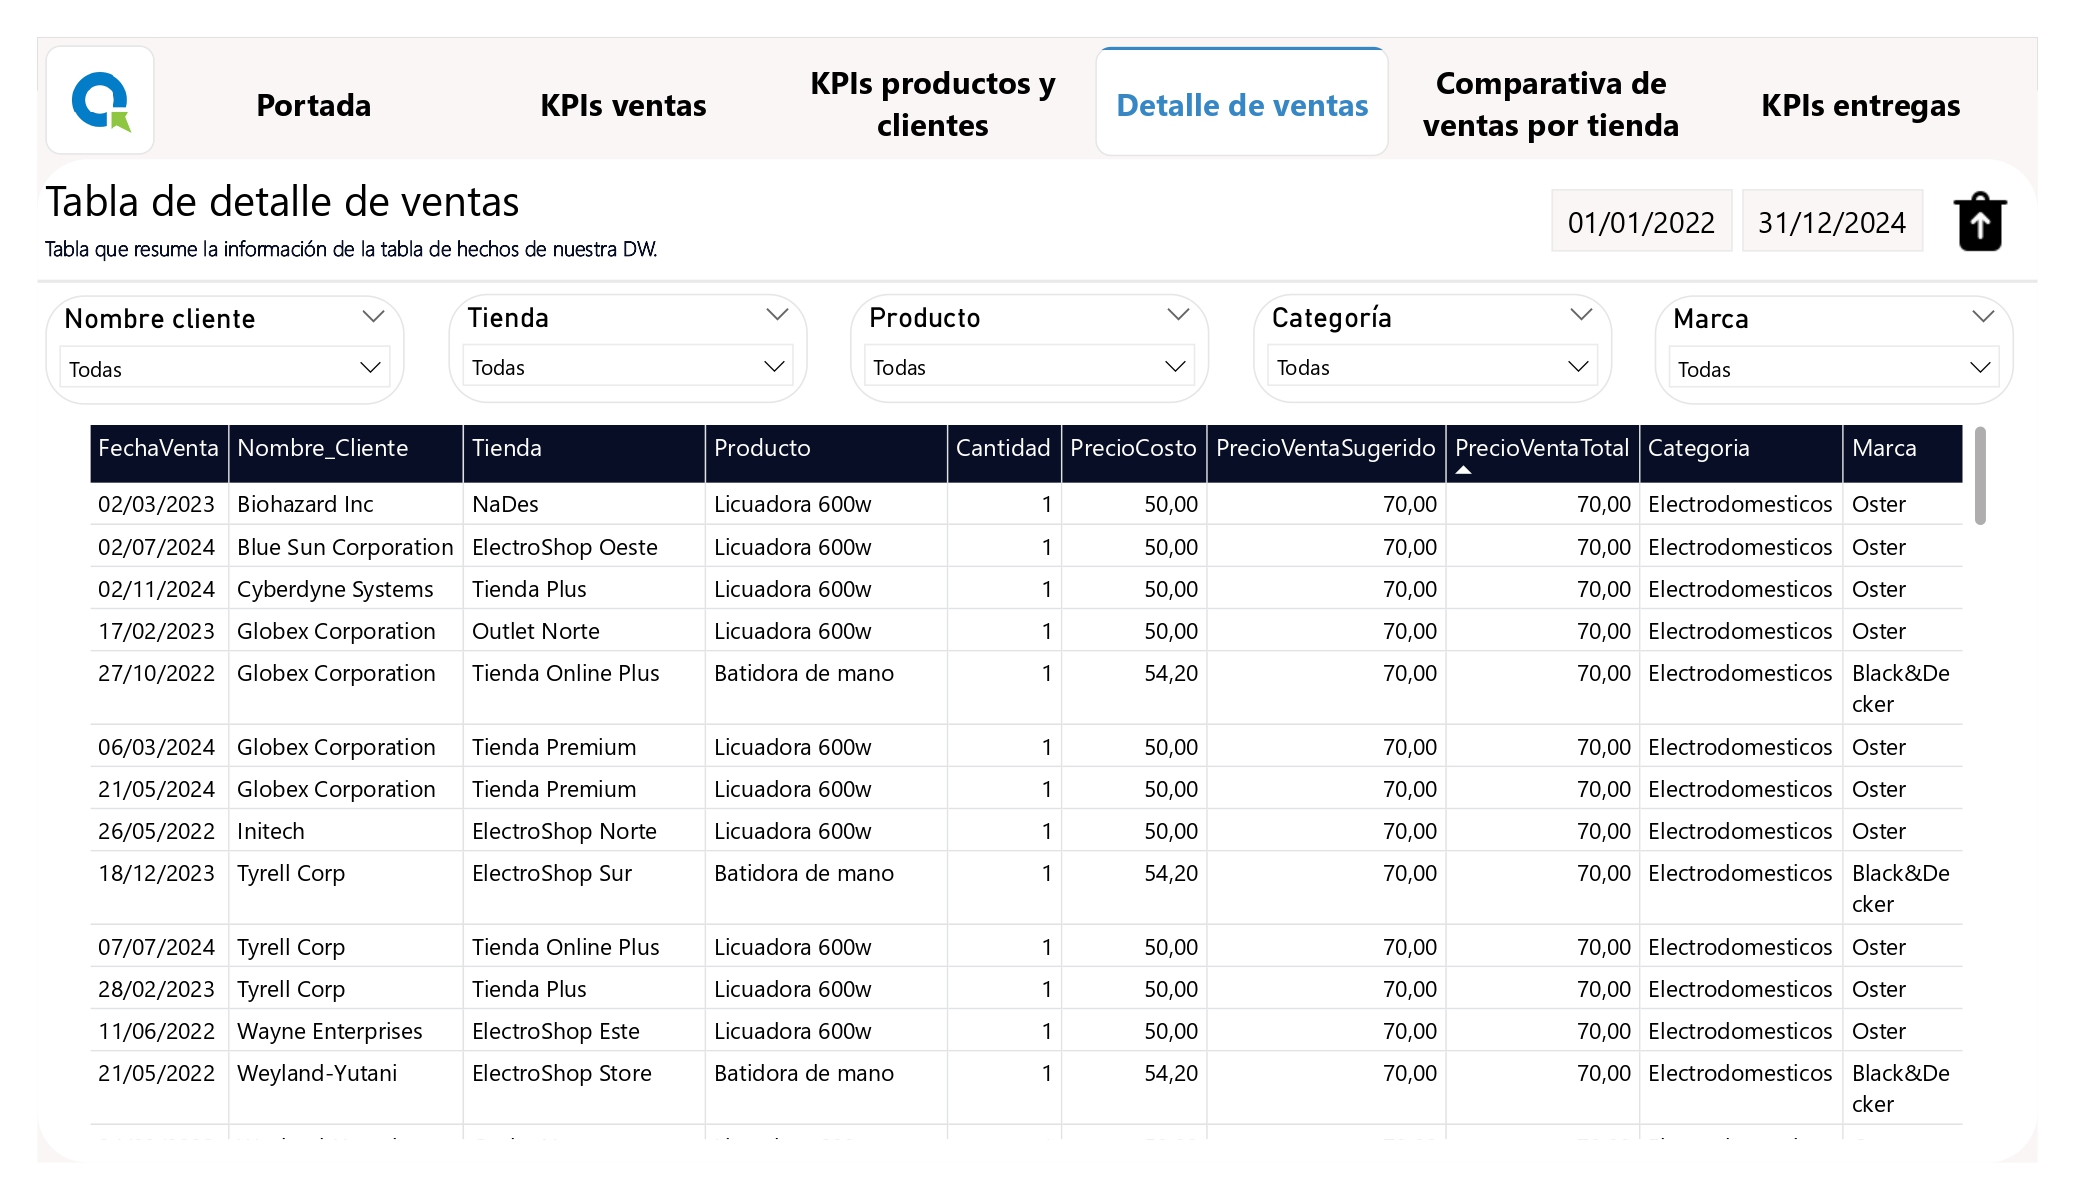 Portada
KPIs ventas
KPIs productos y
clientes
Detalle de ventas
Comparativa de
ventas por tienda
KPIs entregas
Tabla de detalle de ventas
Tabla que resume la información de la tabla de hechos de nuestra DW.
01/01/2022 31/12/2024
Nombre cliente Tienda Producto Categoría Marca
Todas Todas Todas Todas Todas
FechaVenta Nombre_Cliente Tienda Producto Cantidad PrecioCosto PrecioVentaSugerido PrecioVentaTotal Categoria Marca
02/03/2023 Biohazard Inc NaDes Licuadora 600w 1 50,00 70,00 70,00 Electrodomesticos Oster
02/07/2024 Blue Sun Corporation ElectroShop Oeste Licuadora 600w 1 50,00 70,00 70,00 Electrodomesticos Oster
02/11/2024 Cyberdyne Systems Tienda Plus Licuadora 600w 1 50,00 70,00 70,00 Electrodomesticos Oster
17/02/2023 Globex Corporation Outlet Norte Licuadora 600w 1 50,00 70,00 70,00 Electrodomesticos Oster
27/10/2022 Globex Corporation Tienda Online Plus Batidora de mano 1 54,20 70,00 70,00 Electrodomesticos Black&De
cker
06/03/2024 Globex Corporation Tienda Premium Licuadora 600w 1 50,00 70,00 70,00 Electrodomesticos Oster
21/05/2024 Globex Corporation Tienda Premium Licuadora 600w 1 50,00 70,00 70,00 Electrodomesticos Oster
26/05/2022 Initech ElectroShop Norte Licuadora 600w 1 50,00 70,00 70,00 Electrodomesticos Oster
18/12/2023 Tyrell Corp ElectroShop Sur Batidora de mano 1 54,20 70,00 70,00 Electrodomesticos Black&De
cker
07/07/2024 Tyrell Corp Tienda Online Plus Licuadora 600w 1 50,00 70,00 70,00 Electrodomesticos Oster
28/02/2023 Tyrell Corp Tienda Plus Licuadora 600w 1 50,00 70,00 70,00 Electrodomesticos Oster
11/06/2022 Wayne Enterprises ElectroShop Este Licuadora 600w 1 50,00 70,00 70,00 Electrodomesticos Oster
21/05/2022 Weyland-Yutani ElectroShop Store Batidora de mano 1 54,20 70,00 70,00 Electrodomesticos Black&De
cker